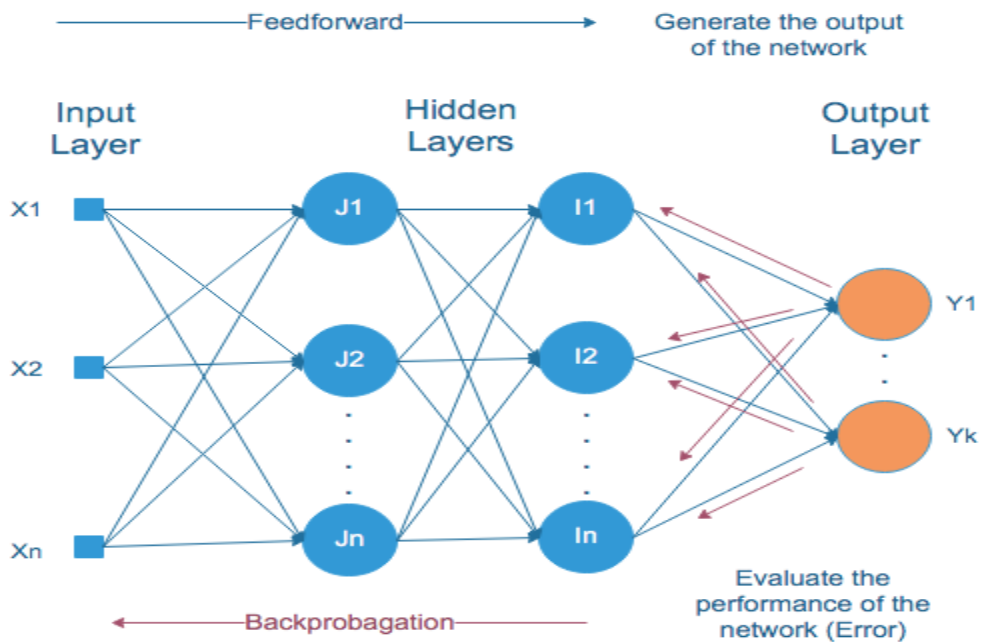 Feedforward
Generate the output
of the network
Input
Layer
Hidden
Layers
Output
Layer
X1
J1
I1
Y1
X2
J2
I2
Yk
Xn
Jn
In
Evaluate the
performance of the
network (Error)
Backprobagation